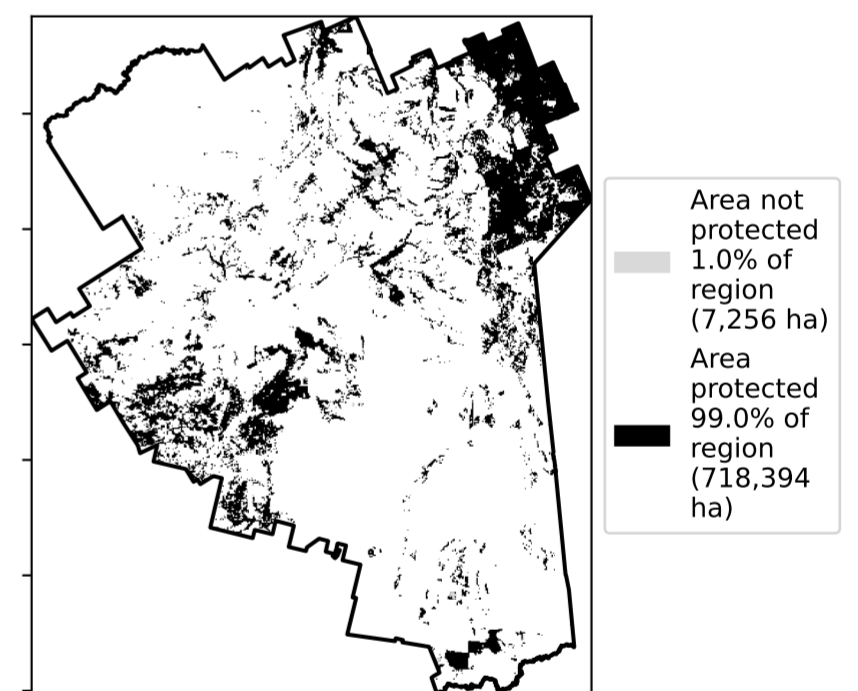 Area not
protected
1.0% of
region
(7,256 ha)
Area
protected
99.0% of
region
(718,394
ha)